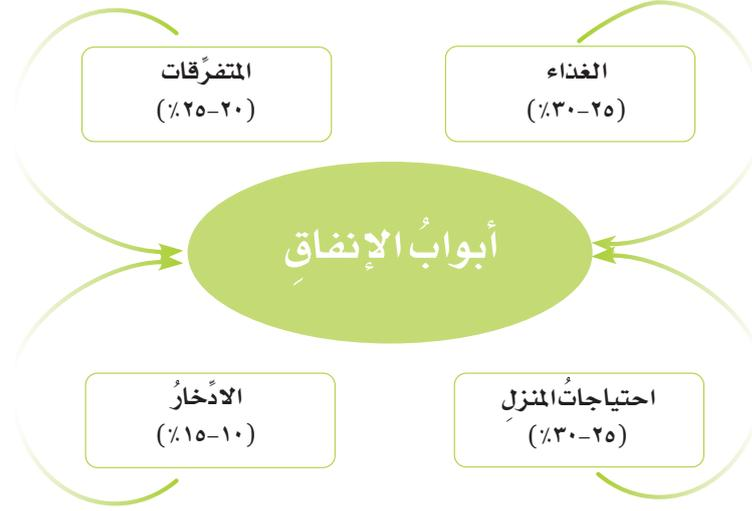 الغذاء
(٢٥-٣٠٪)
المتفرِّقات
(٢٠-٢٥٪)
أبوابُ الإنفاقِ
احتياجاتُ المنزلِ
(٢٥-٣٠٪)
الادِّخارُ
(١٠-١٥٪)